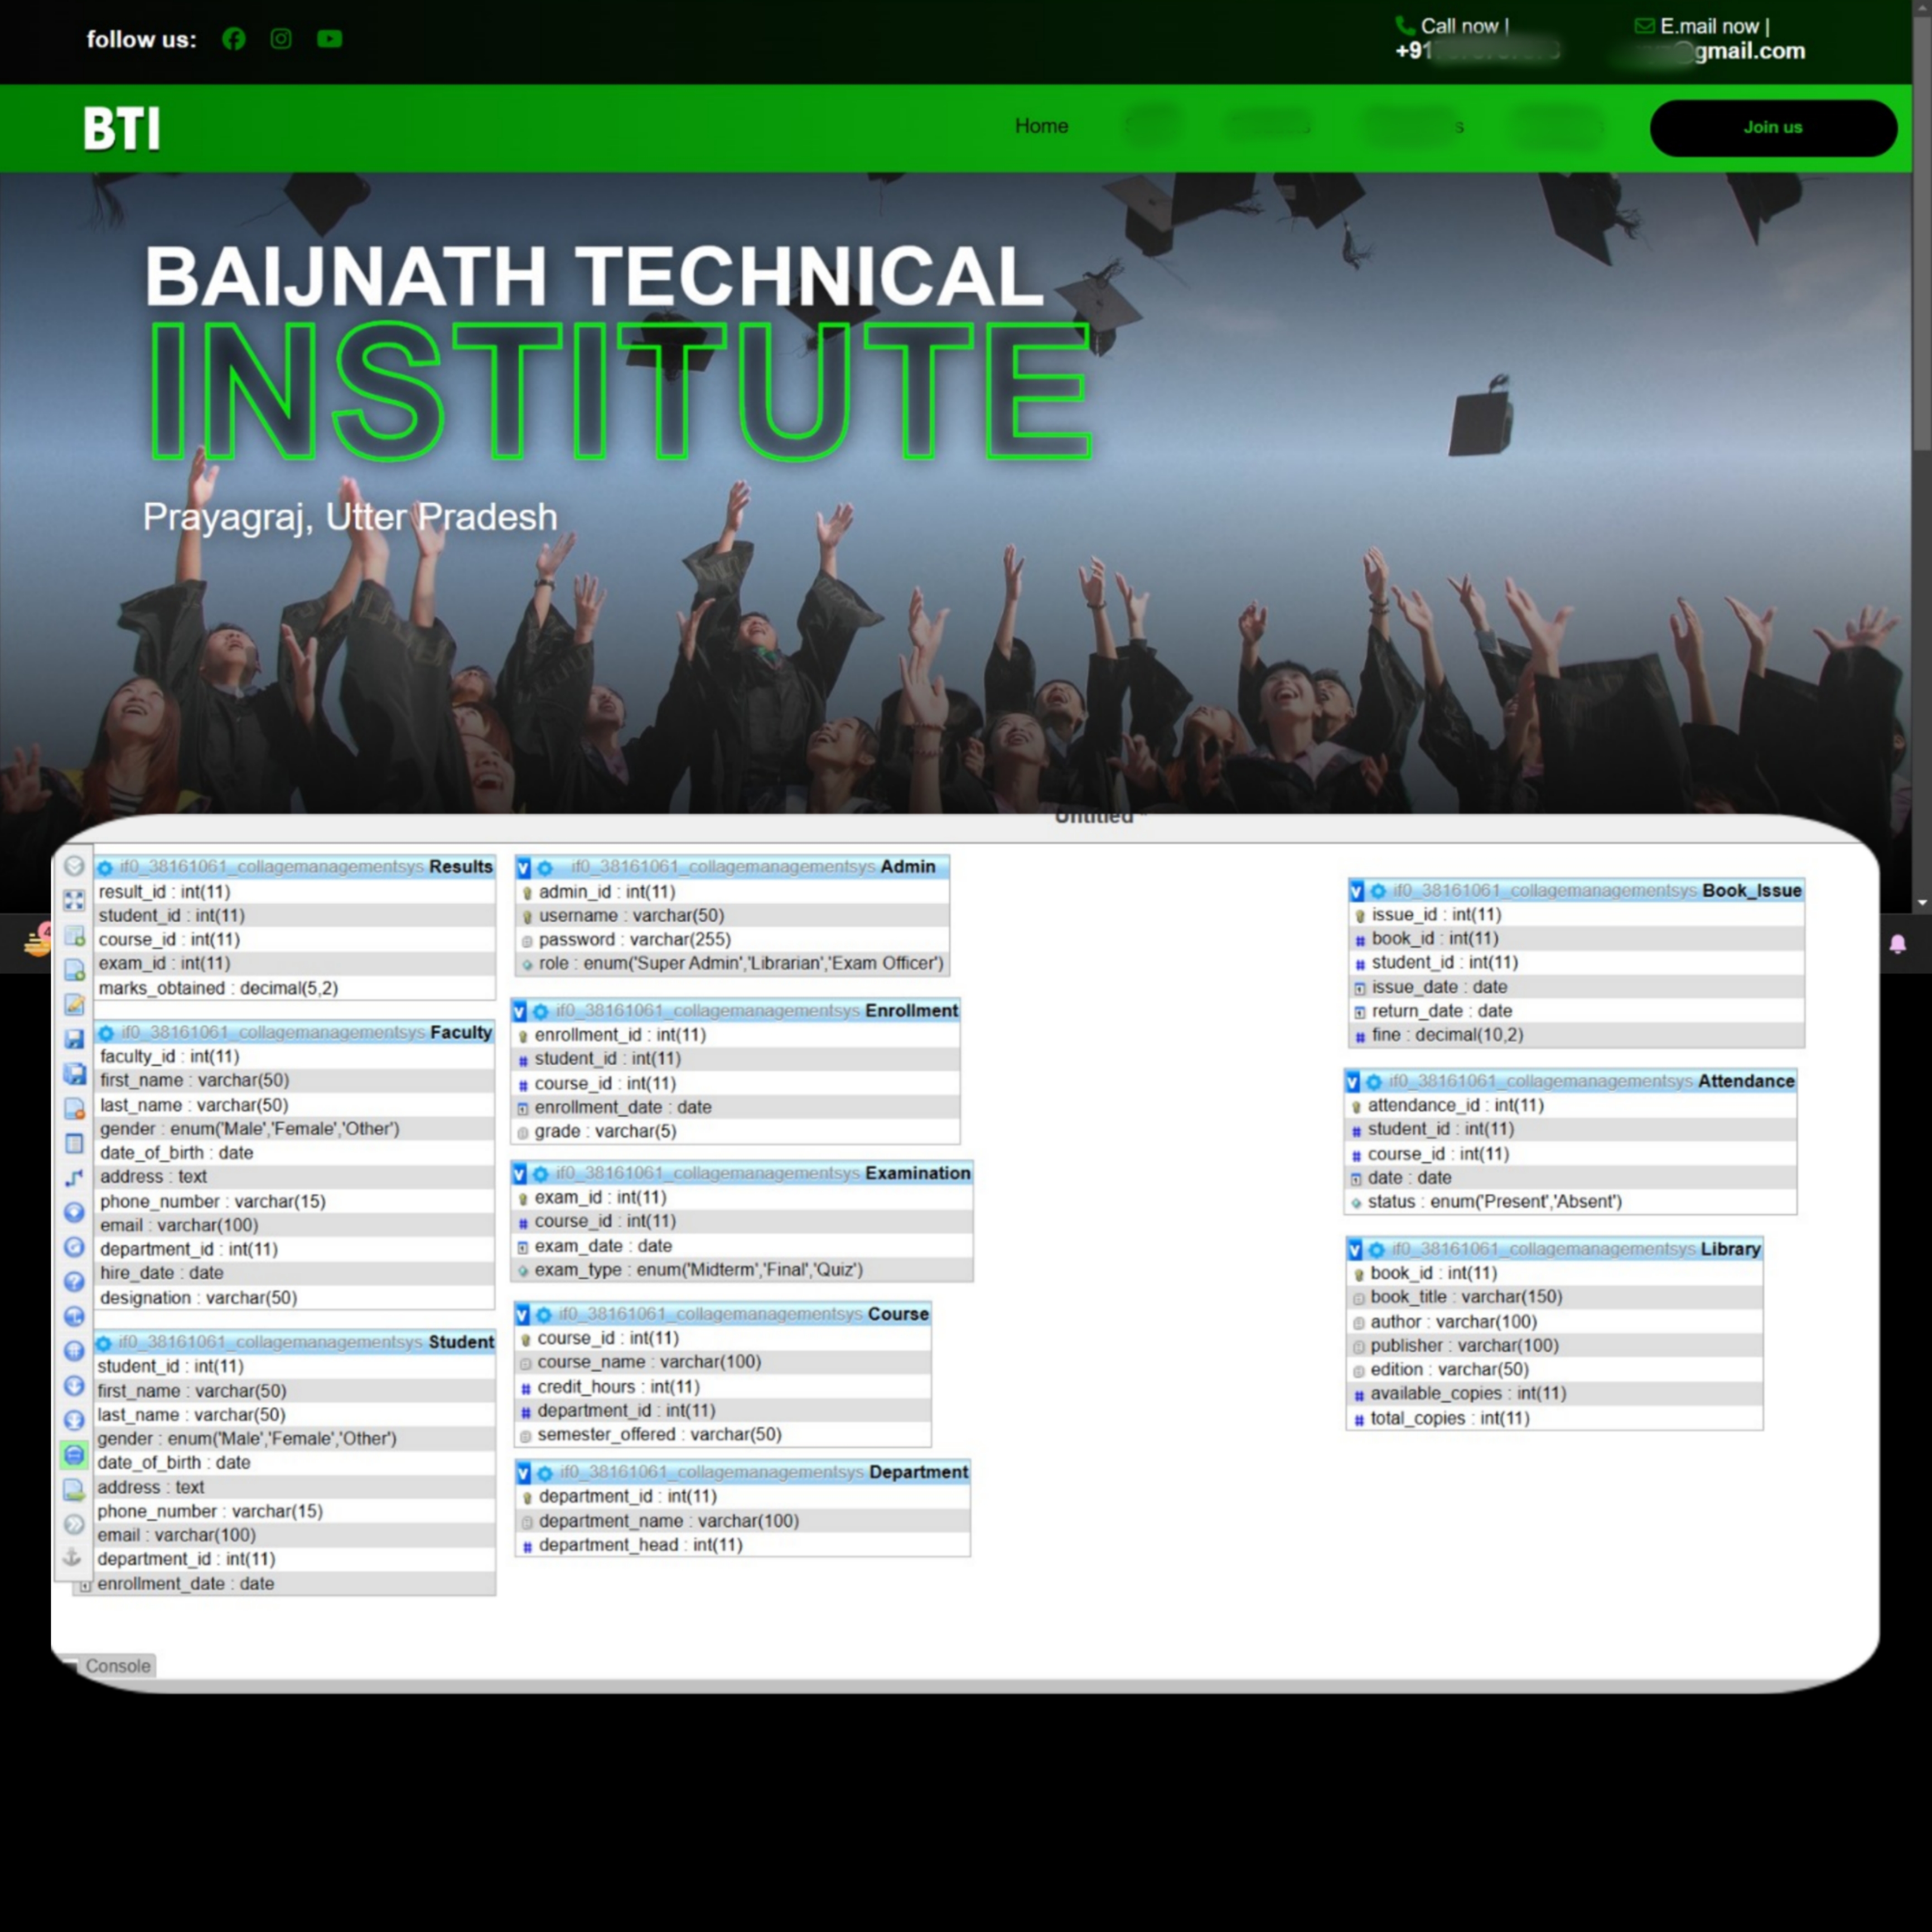 follow us:
Call now |
+91
E.mail now |
gmail.com
BTI
Home
Join us
BAIJNATH TECHNICAL
INSTITUTE
Prayagraj, Utter Pradesh
Untitled *
if0_38161061_collagemanagementsys Results
result_id : int(11)
student_id : int(11)
course_id : int(11)
exam_id : int(11)
marks_obtained : decimal(5,2)
if0_38161061_collagemanagementsys Faculty
faculty_id : int(11)
first_name : varchar(50)
last_name : varchar(50)
gender : enum('Male','Female','Other')
date_of_birth : date
address : text
phone_number : varchar(15)
email : varchar(100)
department_id : int(11)
hire_date : date
designation : varchar(50)
if0_38161061_collagemanagementsys Student
student_id : int(11)
first_name : varchar(50)
last_name : varchar(50)
gender : enum('Male','Female','Other')
date_of_birth : date
address : text
phone_number : varchar(15)
email : varchar(100)
department_id : int(11)
enrollment_date : date
v if0_38161061_collagemanagementsys Admin
admin_id : int(11)
username : varchar(50)
password : varchar(255)
role : enum('Super Admin','Librarian','Exam Officer')
v if0_38161061_collagemanagementsys Enrollment
enrollment_id : int(11)
# student_id : int(11)
# course_id : int(11)
enrollment_date : date
grade : varchar(5)
v if0_38161061_collagemanagementsys Examination
exam_id : int(11)
# course_id : int(11)
exam_date : date
exam_type : enum('Midterm','Final','Quiz')
v if0_38161061_collagemanagementsys Course
course_id : int(11)
course_name : varchar(100)
# credit_hours : int(11)
# department_id : int(11)
semester_offered : varchar(50)
v if0_38161061_collagemanagementsys Department
department_id : int(11)
department_name : varchar(100)
# department_head : int(11)
v if0_38161061_collagemanagementsys Book_Issue
issue_id : int(11)
# book_id : int(11)
# student_id : int(11)
issue_date : date
return_date : date
# fine : decimal(10,2)
v if0_38161061_collagemanagementsys Attendance
attendance_id : int(11)
# student_id : int(11)
# course_id : int(11)
date : date
status : enum('Present','Absent')
v if0_38161061_collagemanagementsys Library
book_id : int(11)
book_title : varchar(150)
author : varchar(100)
publisher : varchar(100)
edition : varchar(50)
# available_copies : int(11)
# total_copies : int(11)
Console